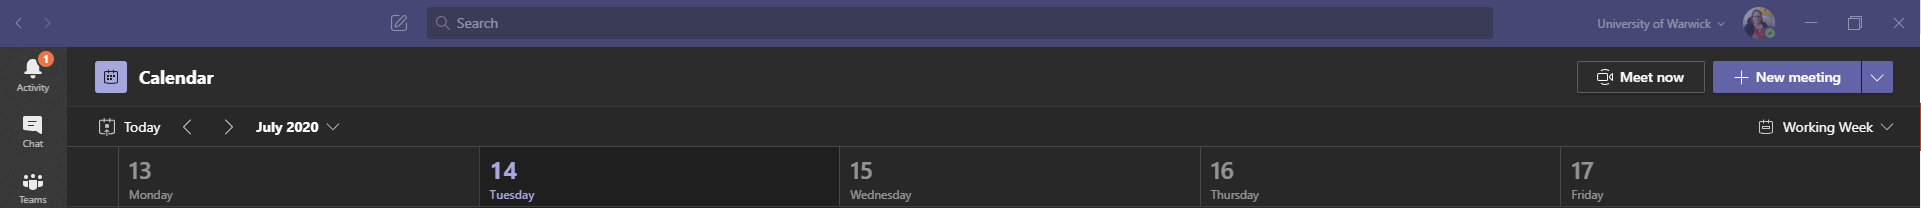 Search
University of Warwick
1
Activity
Calendar
Meet now
New meeting
Chat
Today
July 2020
Working Week
Teams
13
Monday
14
Tuesday
15
Wednesday
16
Thursday
17
Friday